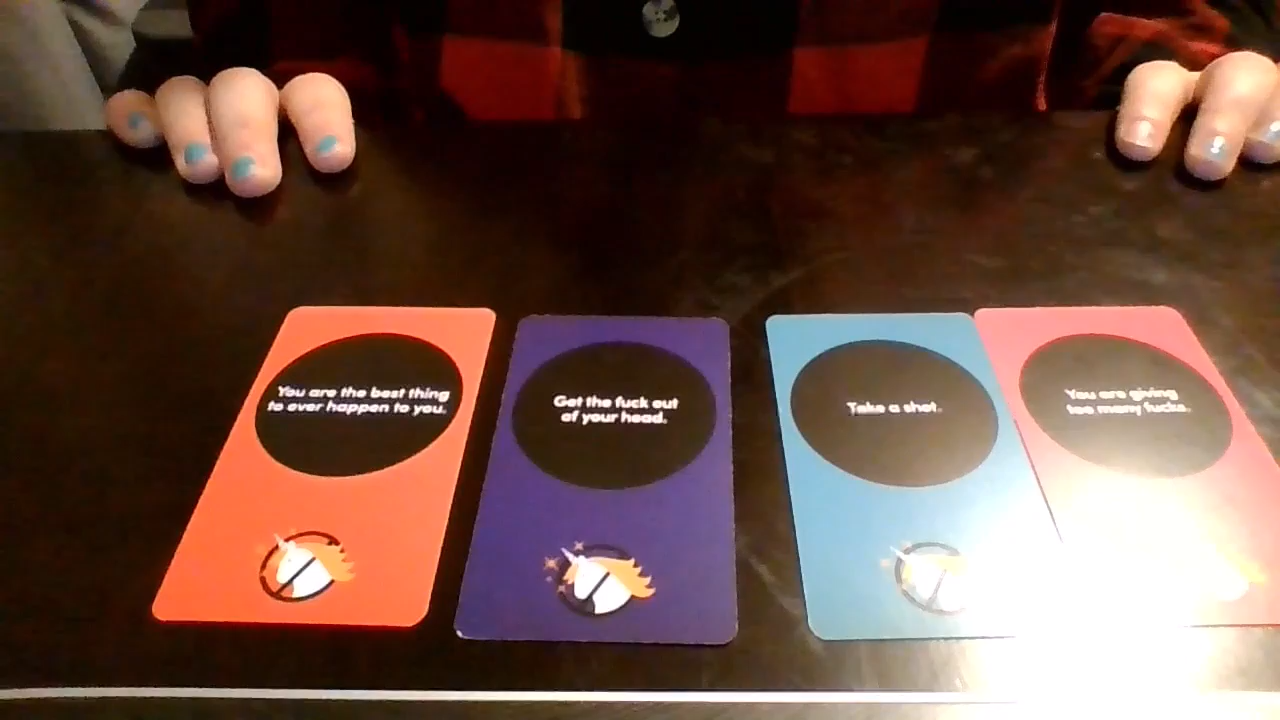 You are the best thing
to ever happen to you.
Get the fuck out
of your head.
Take a shot.
You are giving
too many fucks.